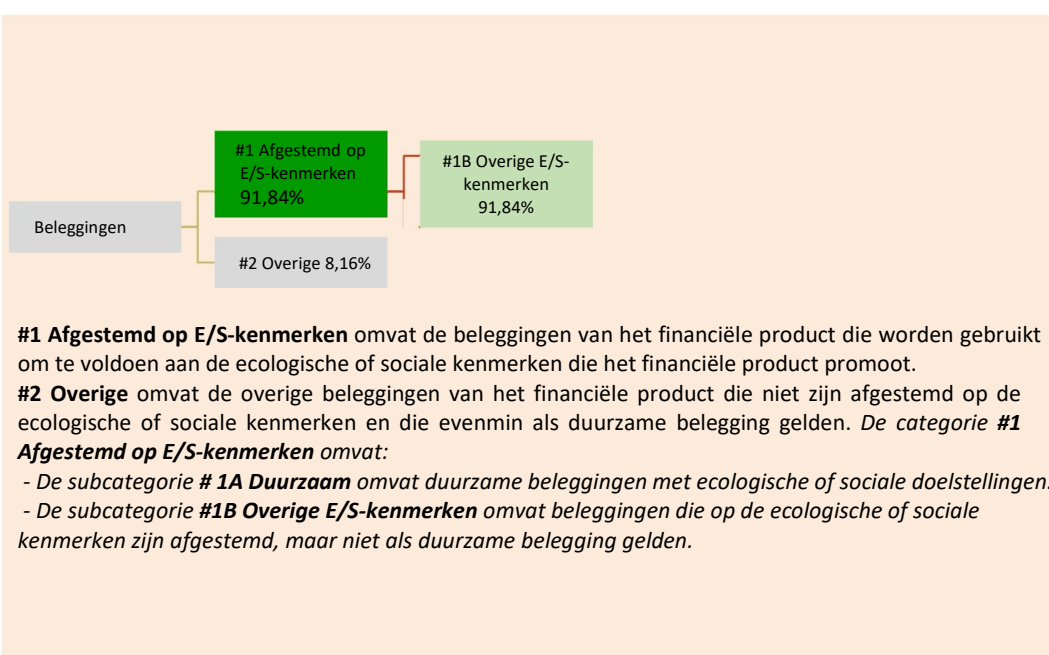 #1 Afgestemd op
E/S-kenmerken
91,84%
#1B Overige E/S-
kenmerken
91,84%
Beleggingen
#2 Overige 8,16%
#1 Afgestemd op E/S-kenmerken omvat de beleggingen van het financiële product die worden gebruikt
om te voldoen aan de ecologische of sociale kenmerken die het financiële product promoot.
#2 Overige omvat de overige beleggingen van het financiële product die niet zijn afgestemd op de
ecologische of sociale kenmerken en die evenmin als duurzame belegging gelden. De categorie #1
Afgestemd op E/S-kenmerken omvat:
- De subcategorie # 1A Duurzaam omvat duurzame beleggingen met ecologische of sociale doelstellingen.
- De subcategorie #1B Overige E/S-kenmerken omvat beleggingen die op de ecologische of sociale
kenmerken zijn afgestemd, maar niet als duurzame belegging gelden.